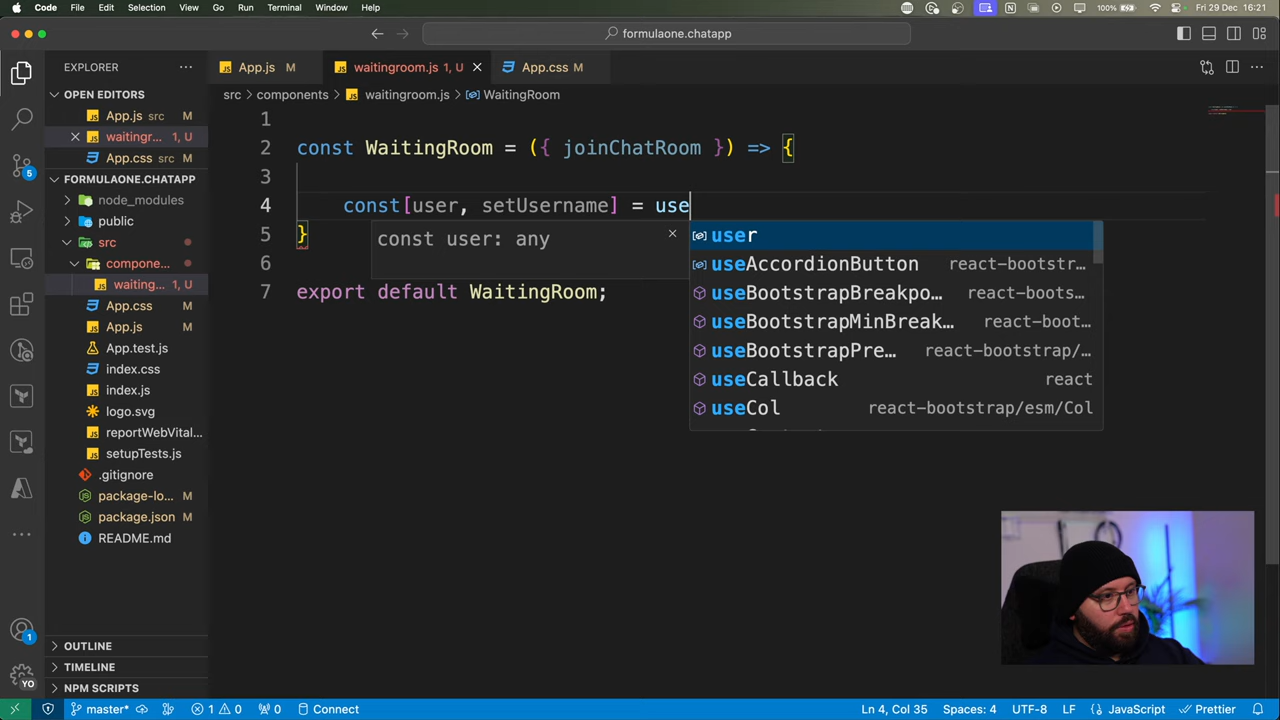 Code File Edit Selection View Go Run Terminal Window Help 100% Fri 29 Dec 16:21
formulaone.chatapp
EXPLORER
App.js M
waitingroom.js 1, U
App.css M
src > components > waitingroom.js > WaitingRoom
OPEN EDITORS
App.js src M
waitingr... 1, U
App.css src M
FORMULAONE.CHATAPP
node_modules
public
src
compone...
waiting... 1, U
App.css M
App.js M
App.test.js
index.css
index.js
logo.svg
reportWebVital...
setupTests.js
.gitignore
package-lo... M
package.json M
README.md
OUTLINE
TIMELINE
NPM SCRIPTS
5
1
YO
1
2 const WaitingRoom = ({ joinChatRoom }) => {
3
4 const[user, setUsername] = use
5 }
6
7 export default WaitingRoom;
const user: any
user
useAccordionButton react-bootstr...
useBootstrapBreakpo... react-boots...
useBootstrapMinBreak... react-boot...
useBootstrapPre... react-bootstrap/...
useCallback react
useCol react-bootstrap/esm/Col
master* 1 0 0 Connect Ln 4, Col 35 Spaces: 4 UTF-8 LF JavaScript Prettier